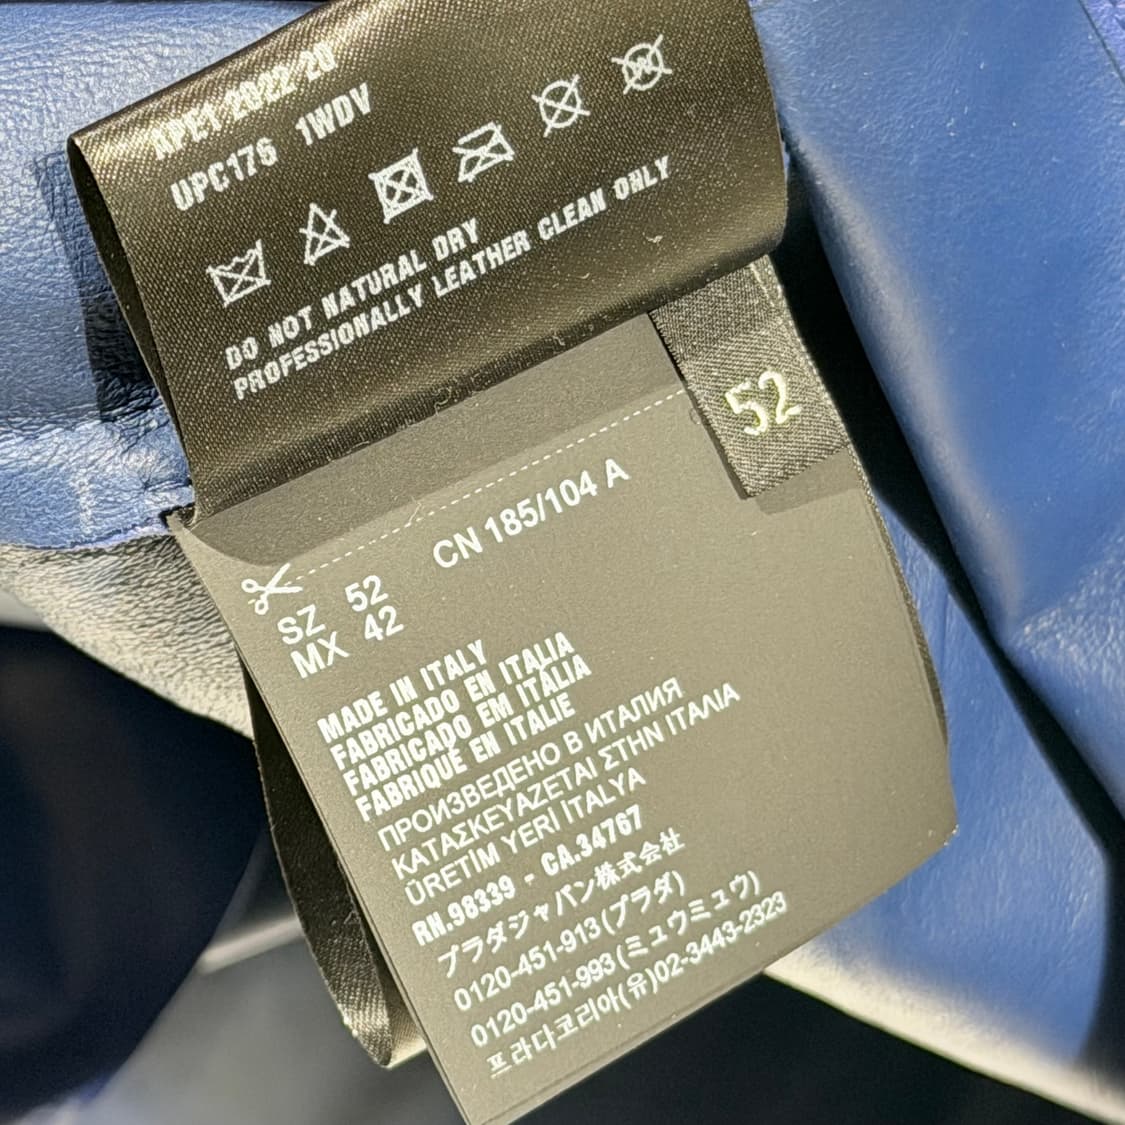 UPC176 1WDV
DO NOT NATURAL DRY
PROFESSIONALLY LEATHER CLEAN ONLY
52
CN 185/104 A
SZ 52
MX 42
MADE IN ITALY
FABRICADO EN ITALIA
FABRICADO EM ITALIA
FABRIQUÉ EN ITALIE
ПРОИЗВЕДЕНО В ИТАЛИЯ
ΚΑΤΑΣΚΕΥΑΖΕΤΑΙ ΣΤΗΝ ΙΤΑΛΙΑ
ÜRETİM YERİ İTALYA
RN.98339 - CA.34767
プラダジャパン株式会社
0120-451-913(プラダ)
0120-451-993(ミュウミュウ)
프라다코리아(유)02-3443-2323